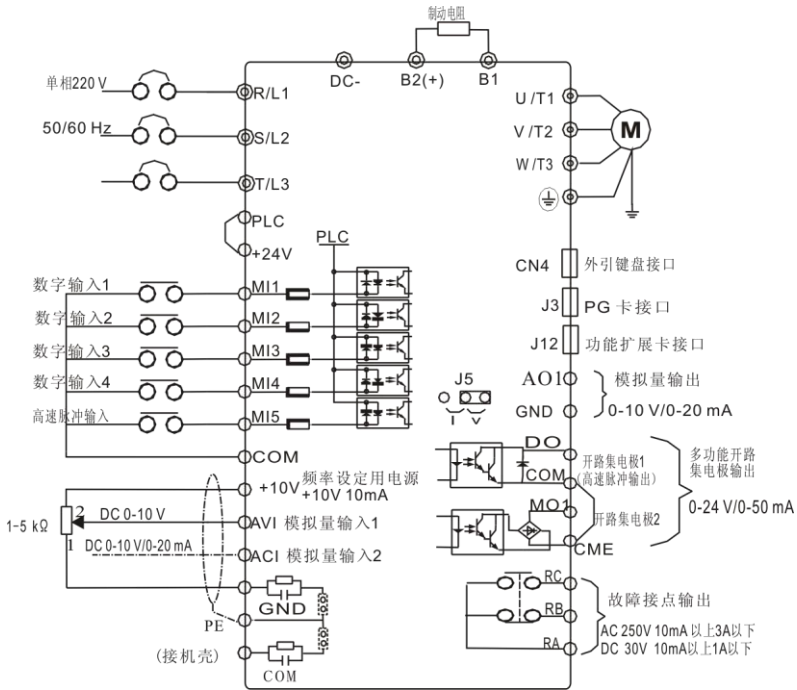 制动电阻
DC-
B2(+)
B1
单相220 V
R/L1
50/60 Hz
S/L2
T/L3
U/T1
V/T2
W/T3
M
PLC
+24V
PLC
数字输入1
MI1
数字输入2
MI2
数字输入3
MI3
数字输入4
MI4
高速脉冲输入
MI5
COM
CN4
外引键盘接口
J3
PG 卡接口
J12
功能扩展卡接口
J5
I
V
AO1
模拟量输出
GND
0-10 V/0-20 mA
DO
开路集电极1
COM
(高速脉冲输出)
MO1
开路集电极2
CME
多功能开路
集电极输出
0-24 V/0-50 mA
+10V
频率设定用电源
+10V 10mA
1-5 kΩ
2
DC 0-10 V
AVI 模拟量输入1
1
DC 0-10 V/0-20 mA
ACI 模拟量输入2
GND
PE
(接机壳)
COM
RC
RB
RA
故障接点输出
AC 250V 10mA 以上3A以下
DC 30V 10mA以上1A以下